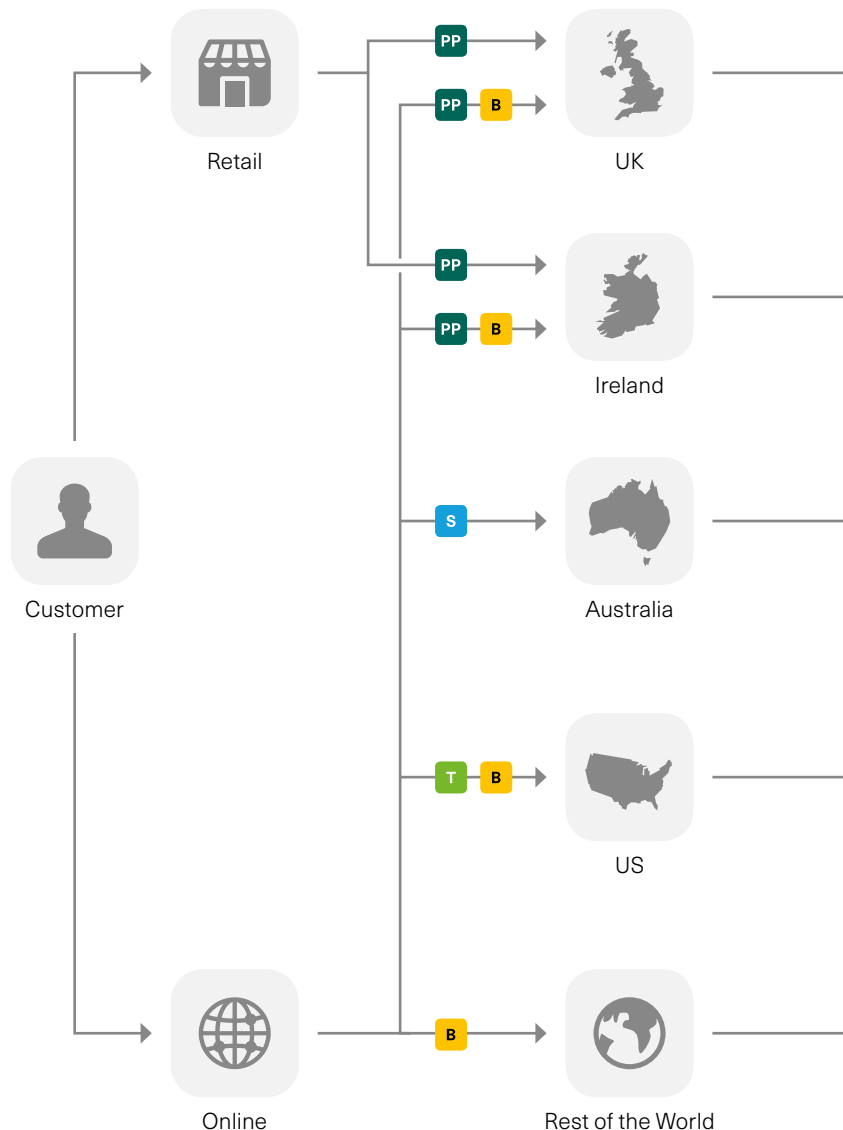 PP
PP B
Retail
UK
PP
PP B
Ireland
S
Customer
Australia
T B
US
B
Online
Rest of the World